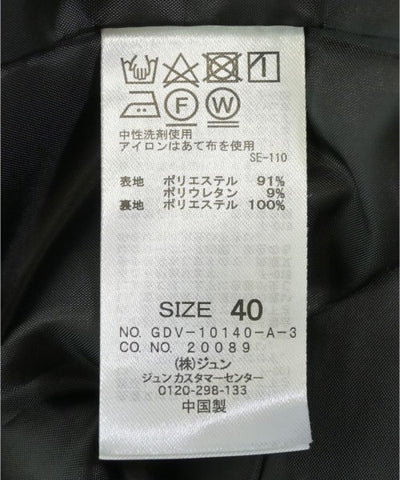 F W
中性洗剤使用
アイロンはあて布を使用
SE-110
表地 ポリエステル 91%
ポリウレタン 9%
裏地 ポリエステル 100%
SIZE 40
NO. GDV-10140-A-3
CO. NO. 20089
(株)ジュン
ジュン カスタマーセンター
0120-298-133
中国製